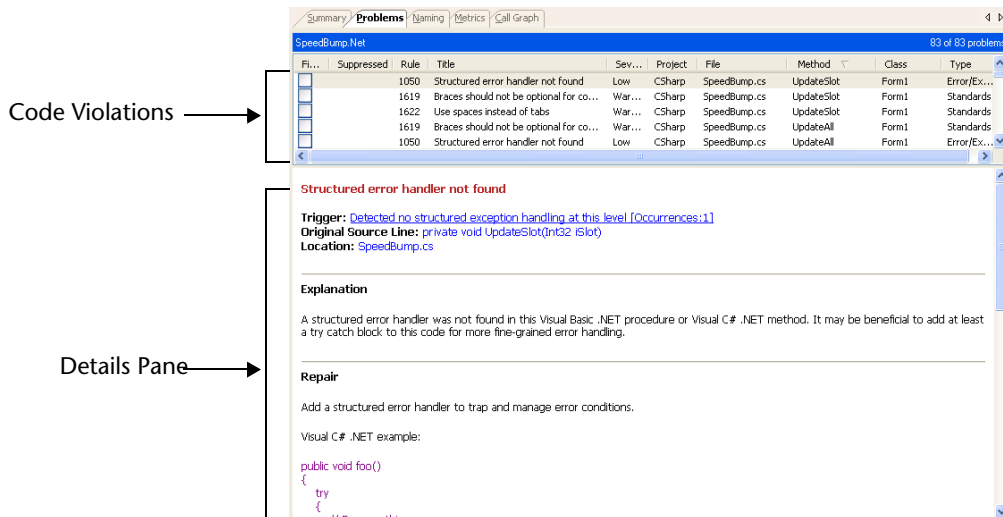 Summary Problems Naming Metrics Call Graph
SpeedBump.Net 83 of 83 problems
Fi... Suppressed Rule Title Sev... Project File Method Class Type
1050 Structured error handler not found Low CSharp SpeedBump.cs UpdateSlot Form1 Error/Ex...
1619 Braces should not be optional for co... War... CSharp SpeedBump.cs UpdateSlot Form1 Standards
Code Violations
1622 Use spaces instead of tabs War... CSharp SpeedBump.cs UpdateSlot Form1 Standards
1619 Braces should not be optional for co... War... CSharp SpeedBump.cs UpdateAll Form1 Standards
1050 Structured error handler not found Low CSharp SpeedBump.cs UpdateAll Form1 Error/Ex...
Structured error handler not found
Trigger: Detected no structured exception handling at this level [Occurrences:1]
Original Source Line: private void UpdateSlot(Int32 iSlot)
Location: SpeedBump.cs
Explanation
A structured error handler was not found in this Visual Basic .NET procedure or Visual C# .NET method. It may be beneficial to add at least
a try catch block to this code for more fine-grained error handling.
Details Pane
Repair
Add a structured error handler to trap and manage error conditions.
Visual C# .NET example:
public void foo()
{
try
{